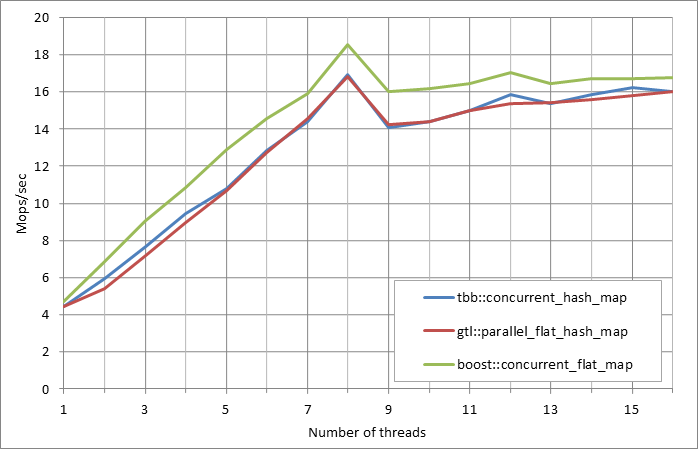 20
18
16
14
12
10
8
6
4
2
0
Mops/sec
tbb::concurrent_hash_map
gtl::parallel_flat_hash_map
boost::concurrent_flat_map
1 3 5 7 9 11 13 15
Number of threads